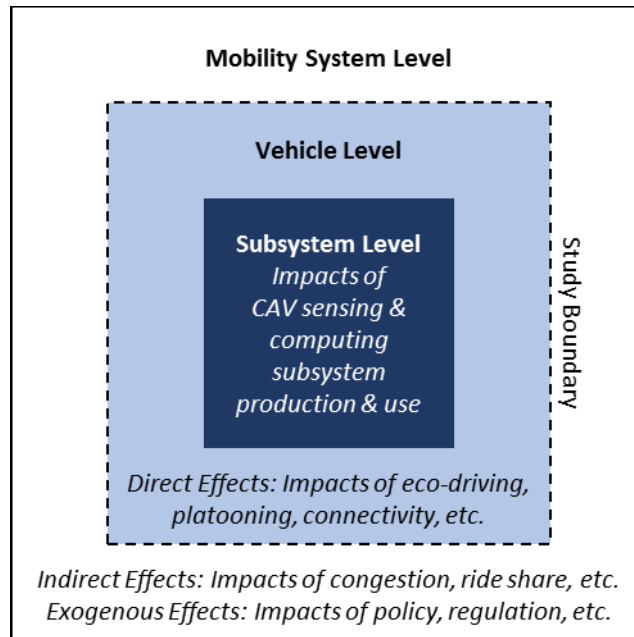 Mobility System Level
Vehicle Level
Subsystem Level
Impacts of
CAV sensing &
computing
subsystem
production & use
Study Boundary
Direct Effects: Impacts of eco-driving,
platooning, connectivity, etc.
Indirect Effects: Impacts of congestion, ride share, etc.
Exogenous Effects: Impacts of policy, regulation, etc.